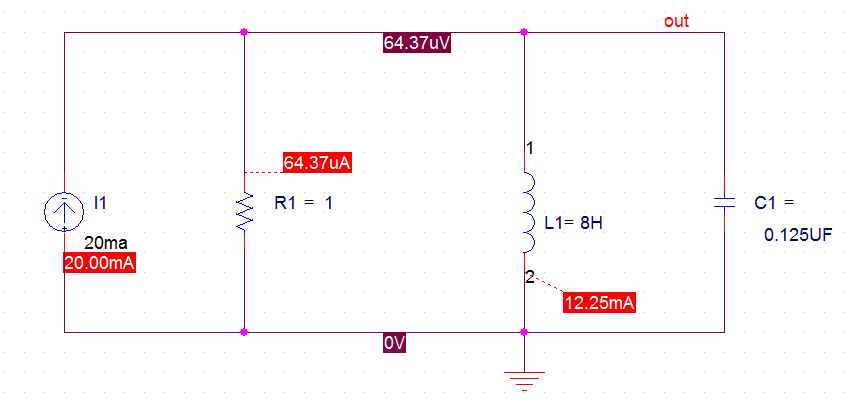 out
64.37uV
1
64.37uA
I1
R1 = 1
C1 =
L1= 8H
0.125UF
20ma
20.00mA
2
12.25mA
0V